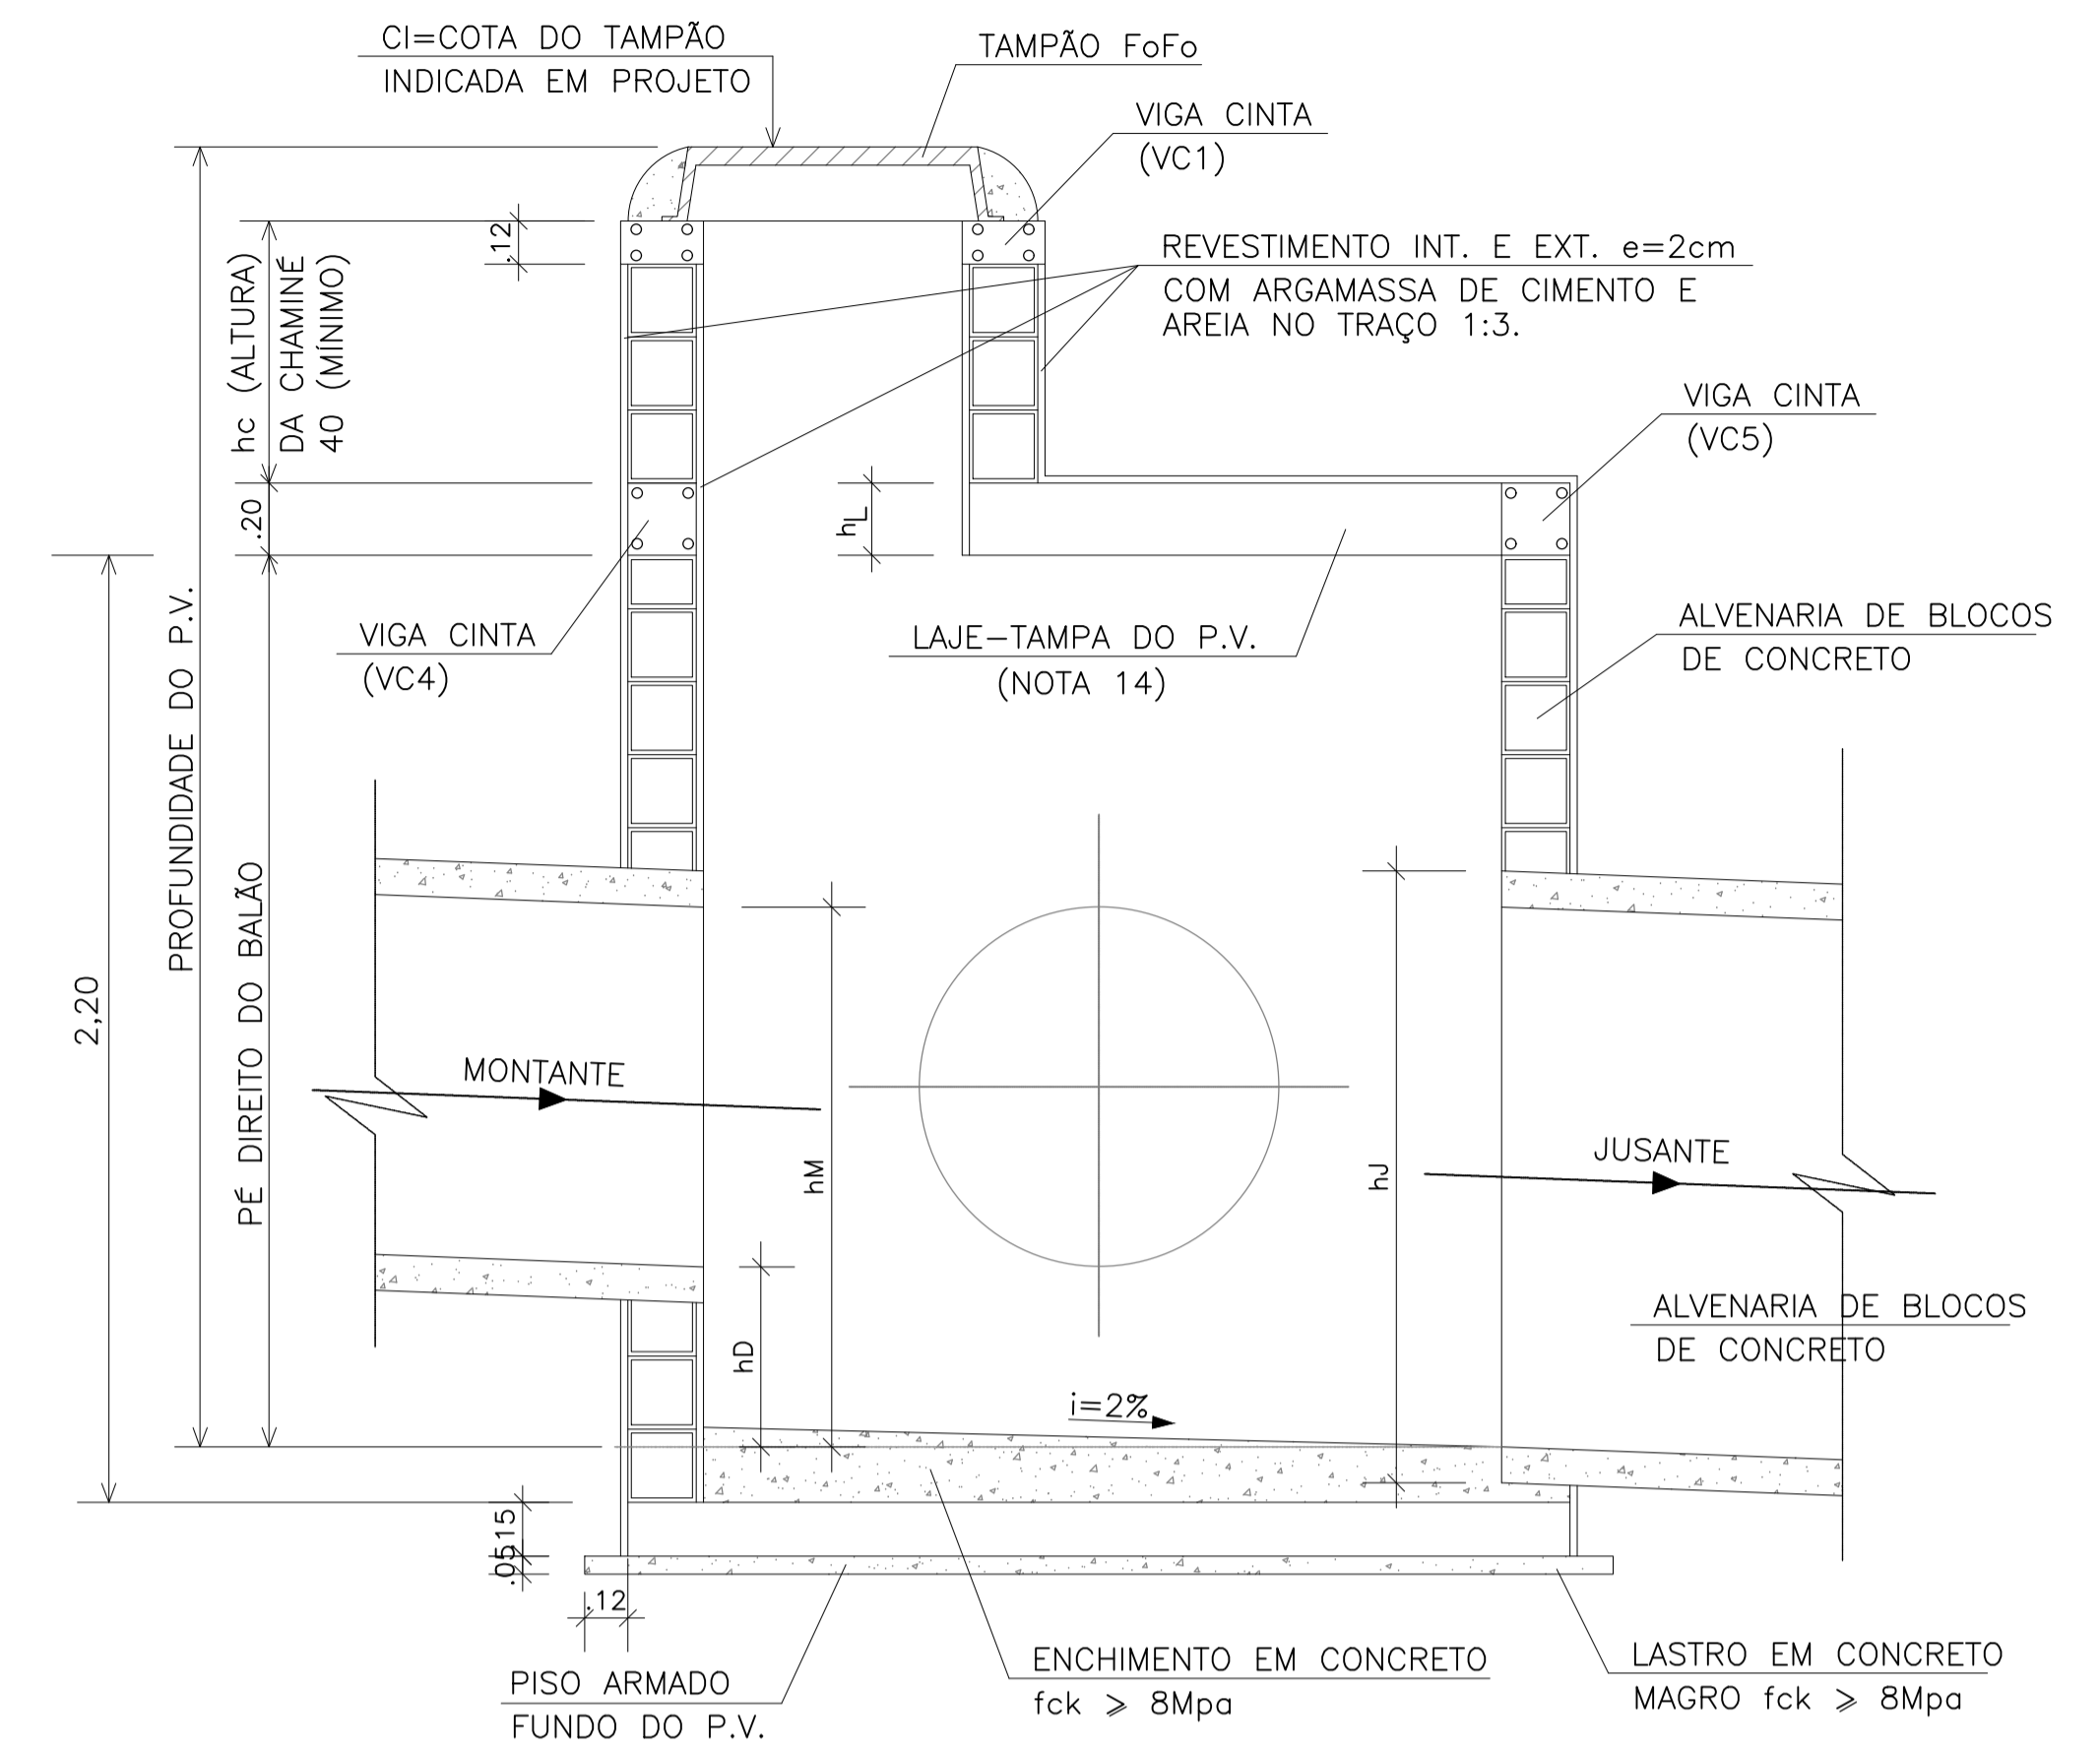 CI=COTA DO TAMPÃO
INDICADA EM PROJETO
TAMPÃO FoFo
VIGA CINTA
(VC1)
.12
REVESTIMENTO INT. E EXT. e=2cm
COM ARGAMASSA DE CIMENTO E
AREIA NO TRAÇO 1:3.
hc (ALTURA)
DA CHAMINÉ
40 (MÍNIMO)
VIGA CINTA
(VC5)
.20
hL
VIGA CINTA
(VC4)
LAJE-TAMPA DO P.V.
(NOTA 14)
ALVENARIA DE BLOCOS
DE CONCRETO
PROFUNDIDADE DO P.V.
PÉ DIREITO DO BALÃO
2,20
MONTANTE
hM
hJ
JUSANTE
hD
i=2%
ALVENARIA DE BLOCOS
DE CONCRETO
.15
.05
.12
PISO ARMADO
FUNDO DO P.V.
ENCHIMENTO EM CONCRETO
fck ⩾ 8Mpa
LASTRO EM CONCRETO
MAGRO fck ⩾ 8Mpa